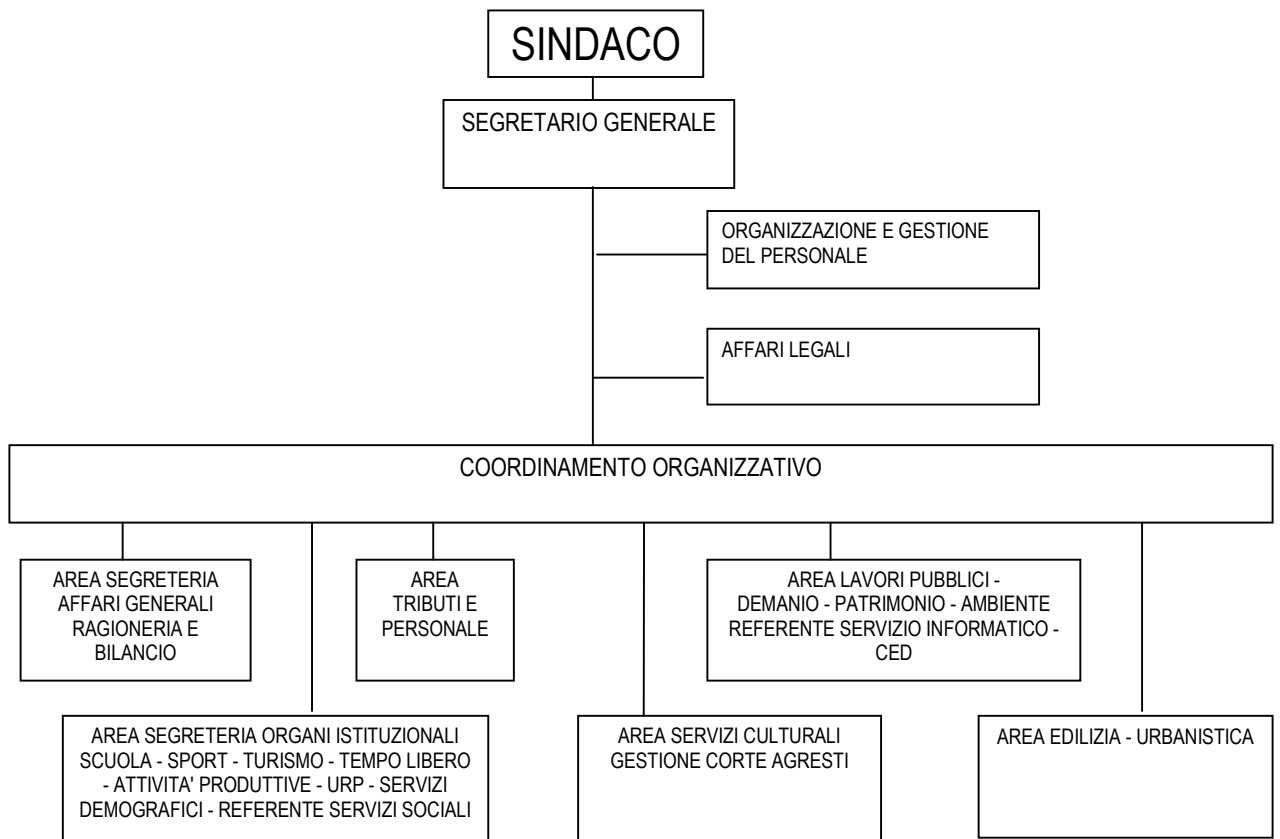 SINDACO
SEGRETARIO GENERALE
ORGANIZZAZIONE E GESTIONE
DEL PERSONALE
AFFARI LEGALI
COORDINAMENTO ORGANIZZATIVO
AREA SEGRETERIA
AFFARI GENERALI
RAGIONERIA E
BILANCIO
AREA
TRIBUTI E
PERSONALE
AREA LAVORI PUBBLICI -
DEMANIO - PATRIMONIO - AMBIENTE
REFERENTE SERVIZIO INFORMATICO -
CED
AREA SEGRETERIA ORGANI ISTITUZIONALI
SCUOLA - SPORT - TURISMO - TEMPO LIBERO
- ATTIVITA' PRODUTTIVE - URP - SERVIZI
DEMOGRAFICI - REFERENTE SERVIZI SOCIALI
AREA SERVIZI CULTURALI
GESTIONE CORTE AGRESTI
AREA EDILIZIA - URBANISTICA